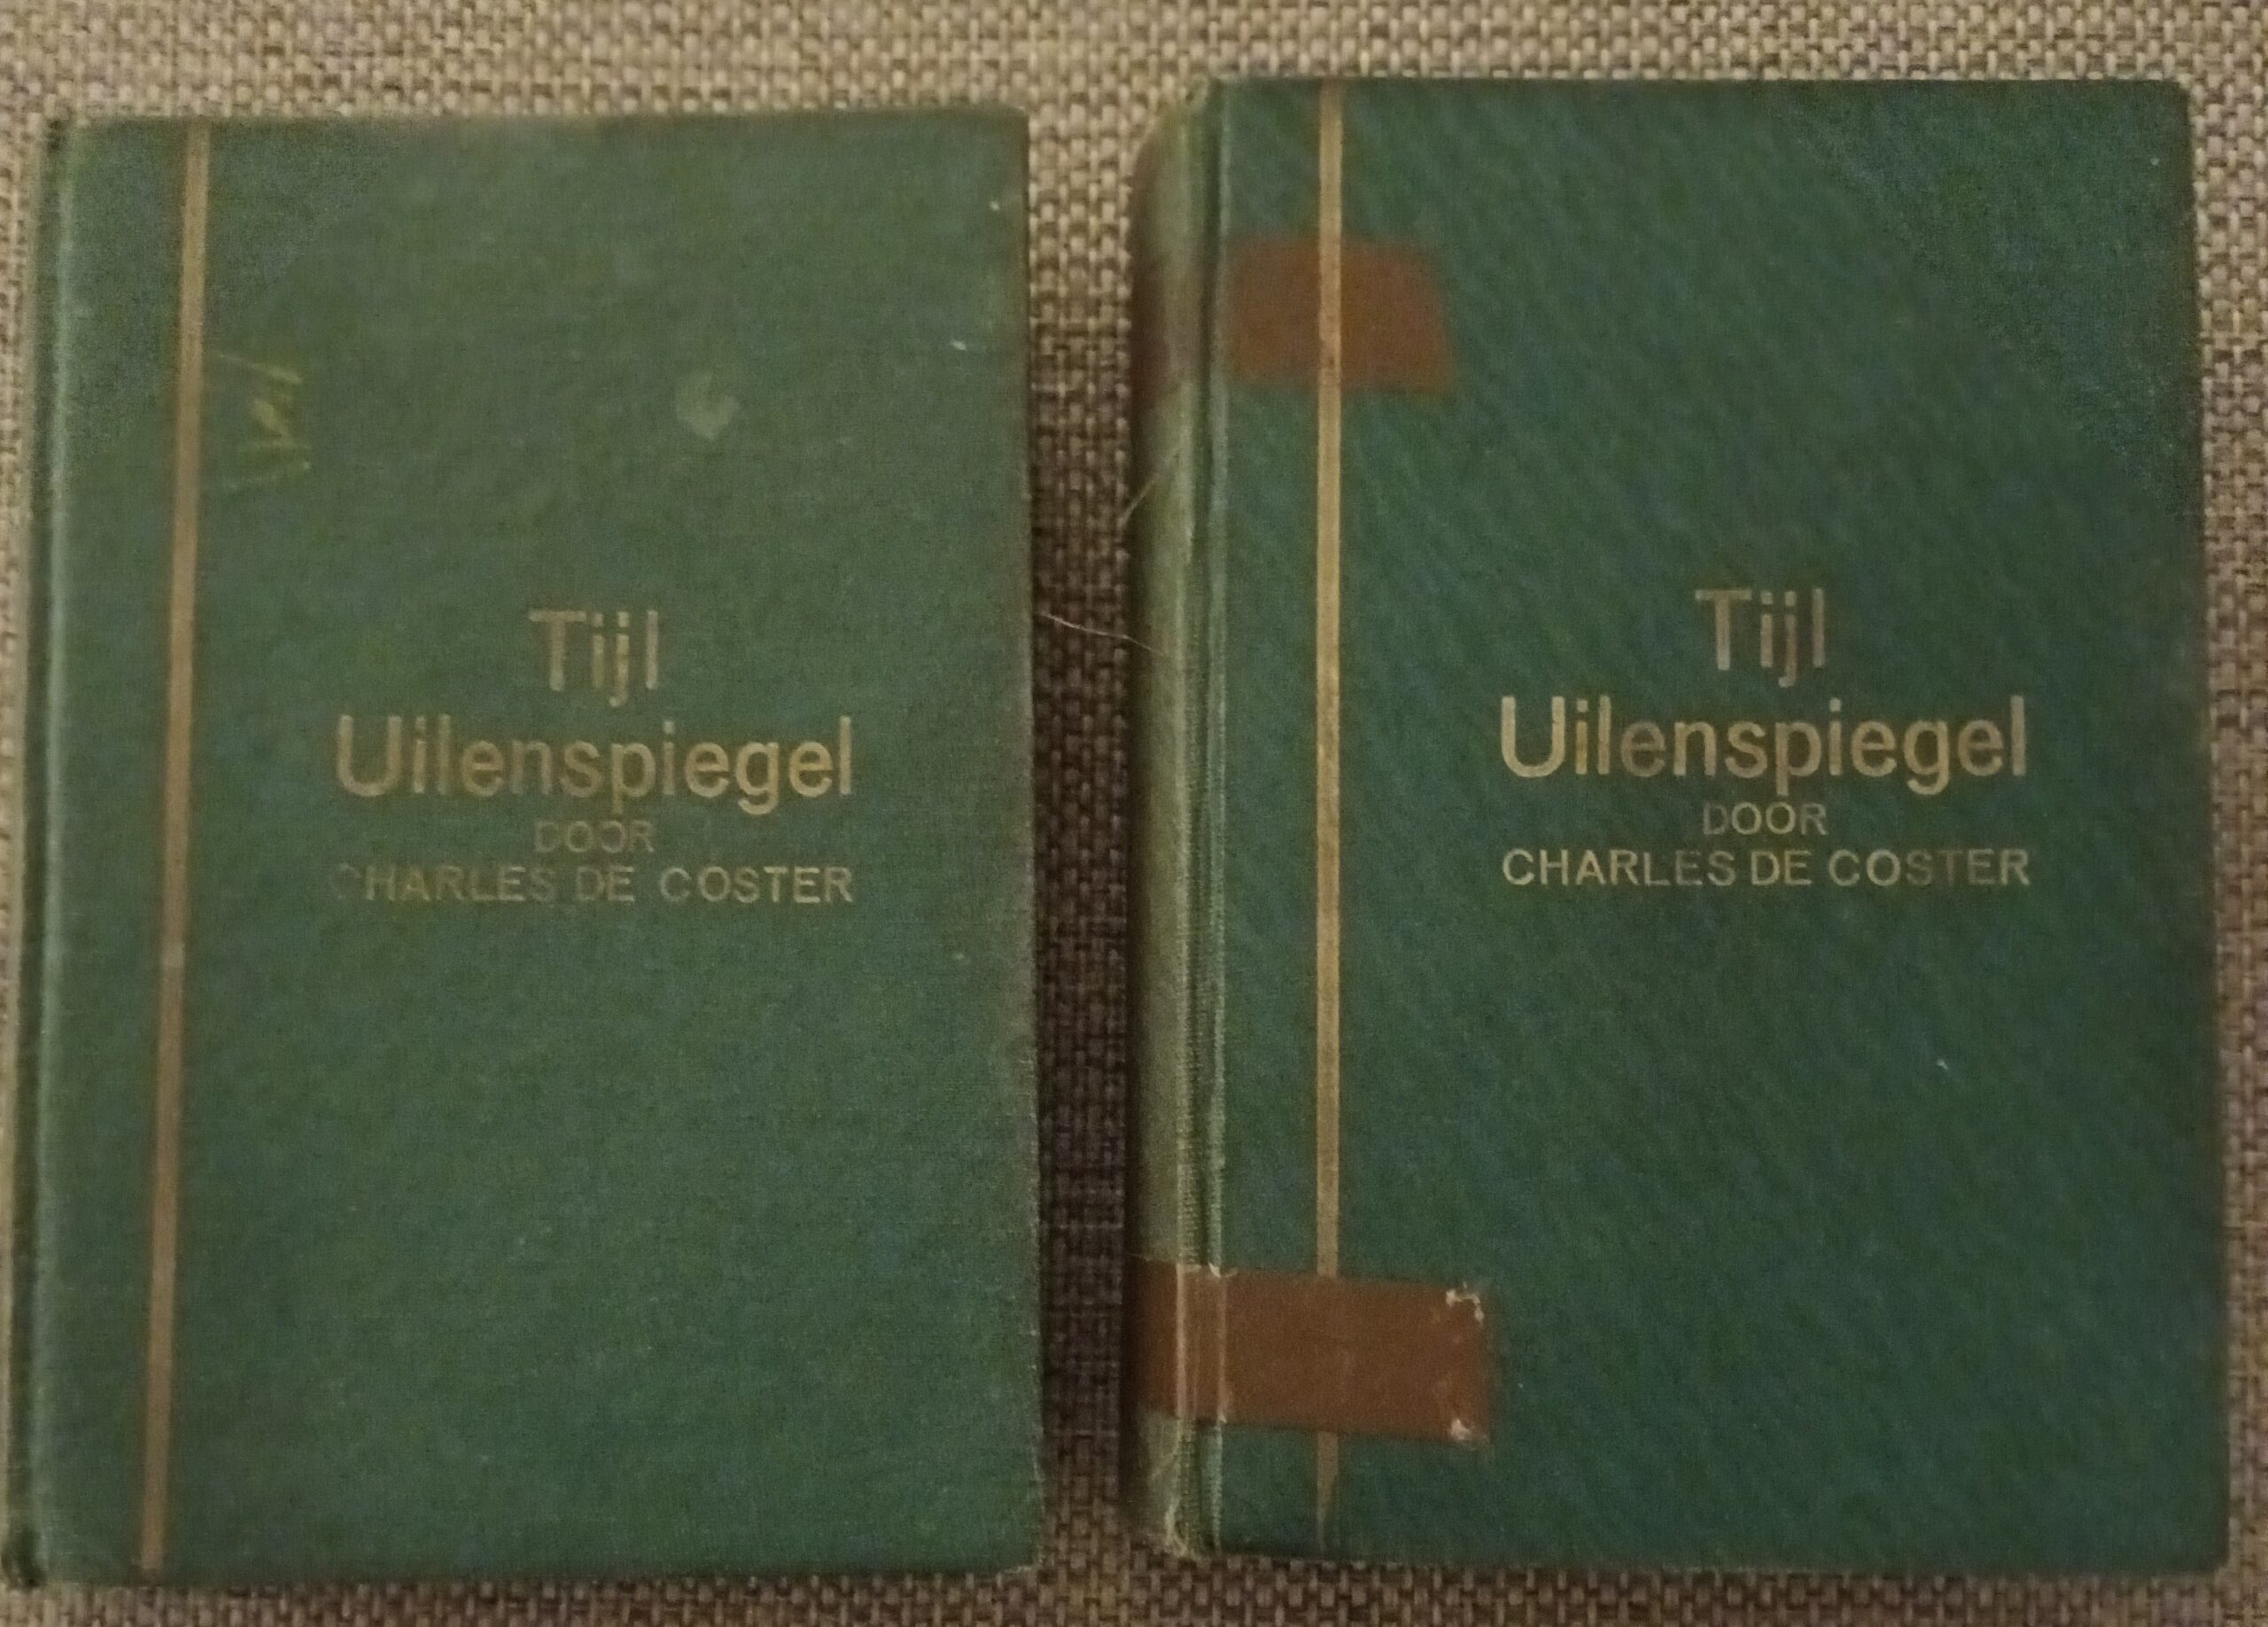 Tijl
Uilenspiegel
DOOR
CHARLES DE COSTER
Tijl
Uilenspiegel
DOOR
CHARLES DE COSTER